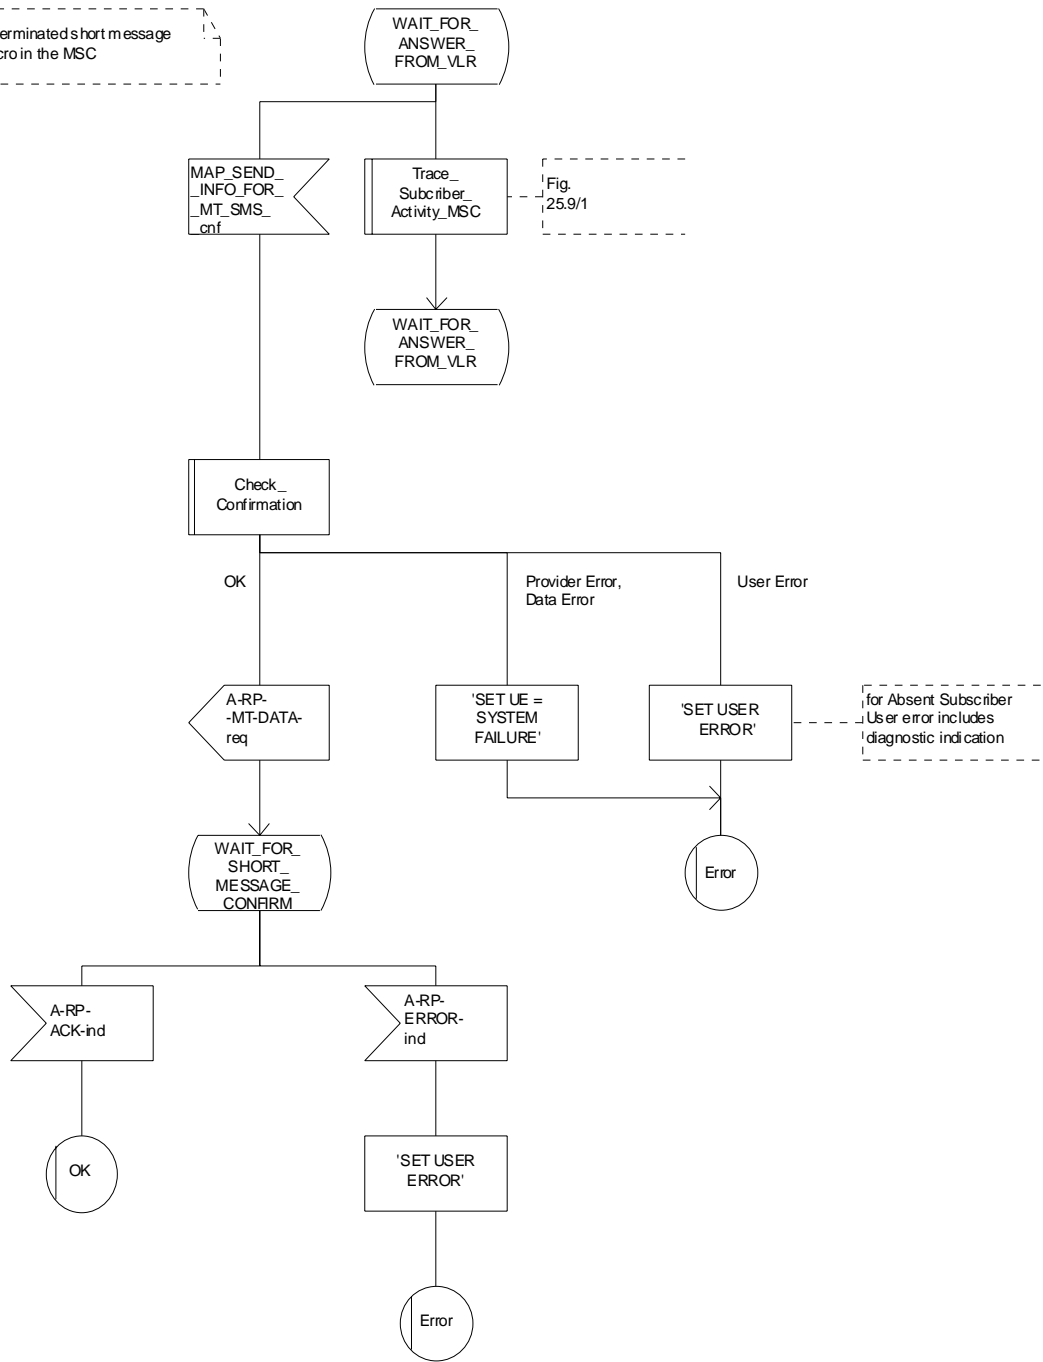 WAIT_FOR_
ANSWER_
FROM_VLR
terminated short message
cro in the MSC
MAP_SEND_
_INFO_FOR_
_MT_SMS_
cnf
Trace_
Subcriber_
Activity_MSC
Fig.
25.9/1
WAIT_FOR_
ANSWER_
FROM_VLR
Check_
Confirmation
OK
Provider Error,
Data Error
User Error
A-RP-
-MT-DATA-
req
'SET UE =
SYSTEM
FAILURE'
'SET USER
ERROR'
for Absent Subscriber
User error includes
diagnostic indication
WAIT_FOR_
SHORT_
MESSAGE_
CONFIRM
Error
A-RP-
ACK-ind
A-RP-
ERROR-
ind
OK
'SET USER
ERROR'
Error